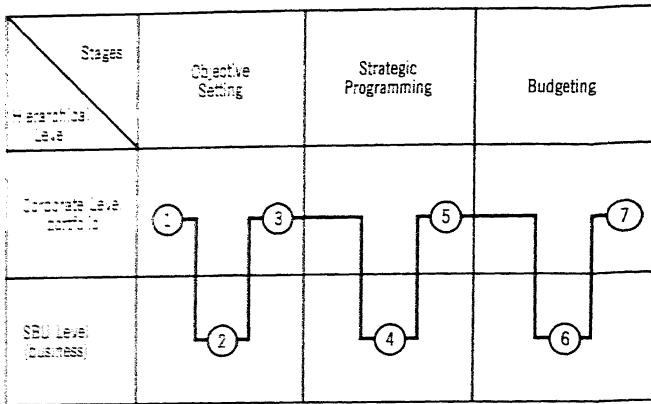 Stages
Hierarchical
Level
Objective
Setting
Strategic
Programming
Budgeting
Corporate Level
portfolio
1
3
5
7
SBU Level
(business)
2
4
6